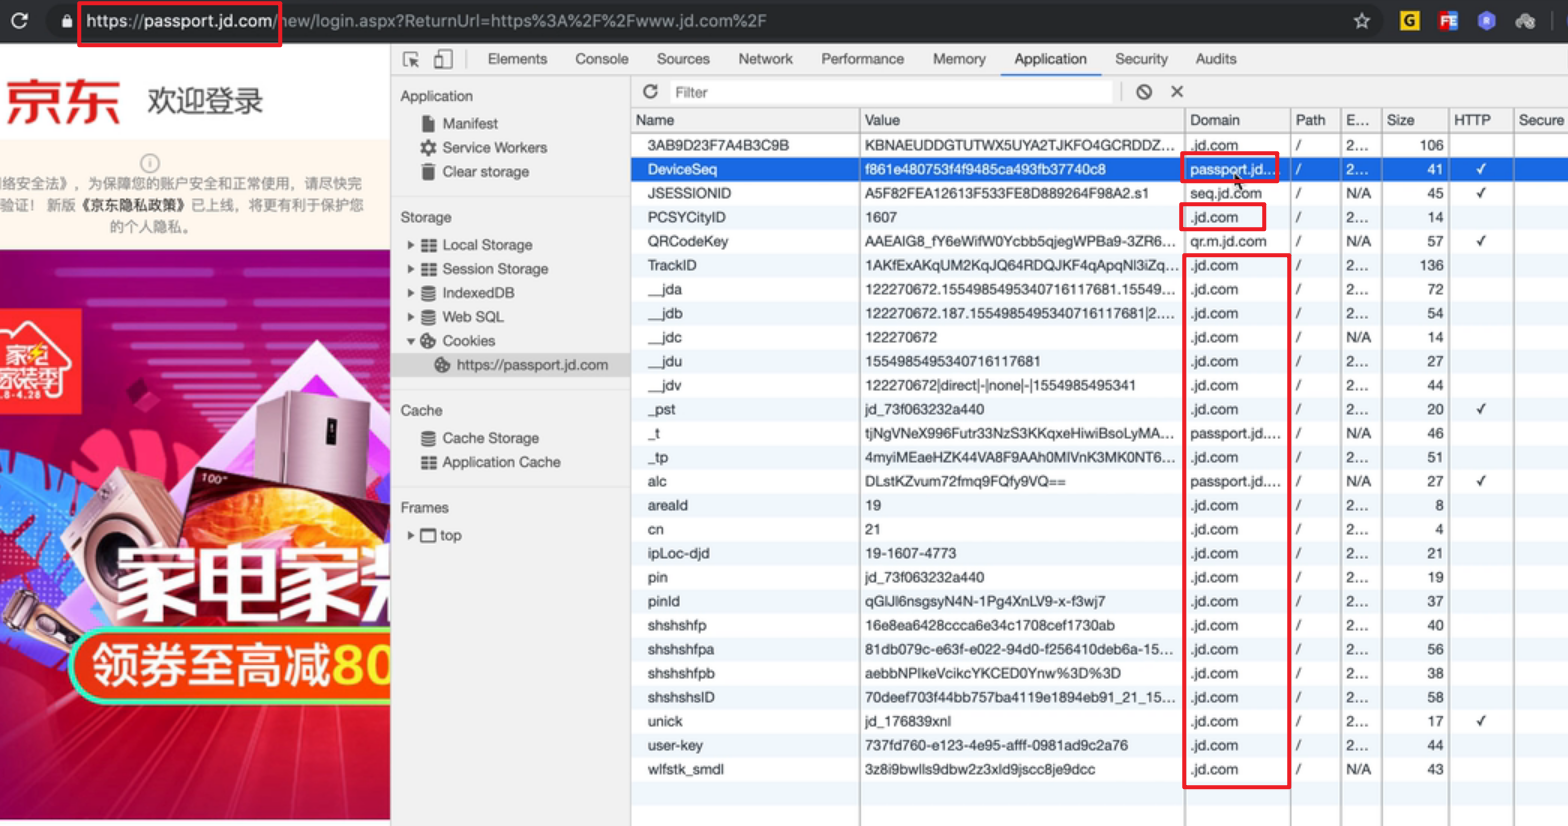 https://passport.jd.com/new/login.aspx?ReturnUrl=https%3A%2F%2Fwww.jd.com%2F
G FE R
京东 欢迎登录
络安全法》，为保障您的账户安全和正常使用，请尽快完
验证！ 新版《京东隐私政策》已上线，将更有利于保护您
的个人隐私。
家装季
.8-4.28
100"
家电家
领券至高减80
Elements Console Sources Network Performance Memory Application Security Audits
Application
Manifest
Service Workers
Clear storage
Storage
Local Storage
Session Storage
IndexedDB
Web SQL
Cookies
https://passport.jd.com
Cache
Cache Storage
Application Cache
Frames
top
Filter
Name Value Domain Path E... Size HTTP Secure
3AB9D23F7A4B3C9B KBNAEUDDGTUTWX5UYA2TJKFO4GCRDDZ... .jd.com / 2... 106
DeviceSeq f861e480753f4f9485ca493fb37740c8 passport.jd.... / 2... 41 ✓
JSESSIONID A5F82FEA12613F533FE8D889264F98A2.s1 seq.jd.com / N/A 45 ✓
PCSYCityID 1607 .jd.com / 2... 14
QRCodeKey AAEAIG8_fY6eWifW0Ycbb5qjegWPBa9-3ZR6... qr.m.jd.com / N/A 57 ✓
TrackID 1AKfExAKqUM2KqJQ64RDQJKF4qApqNl3iZq... .jd.com / 2... 136
__jda 122270672.1554985495340716117681.15549... .jd.com / 2... 72
__jdb 122270672.187.1554985495340716117681|2.... .jd.com / 2... 54
__jdc 122270672 .jd.com / N/A 14
__jdu 1554985495340716117681 .jd.com / 2... 27
__jdv 122270672|direct|-|none|-|1554985495341 .jd.com / 2... 44
_pst jd_73f063232a440 .jd.com / 2... 20 ✓
_t tjNgVNeX996Futr33NzS3KKqxeHiwiBsoLyMA... passport.jd.... / N/A 46
_tp 4myiMEaeHZK44VA8F9AAh0MIVnK3MK0NT6... .jd.com / 2... 51
alc DLstKZvum72fmq9FQfy9VQ== passport.jd.... / N/A 27 ✓
areaId 19 .jd.com / 2... 8
cn 21 .jd.com / 2... 4
ipLoc-djd 19-1607-4773 .jd.com / 2... 21
pin jd_73f063232a440 .jd.com / 2... 19
pinId qGlJl6nsgsyN4N-1Pg4XnLV9-x-f3wj7 .jd.com / 2... 37
shshshfp 16e8ea6428ccca6e34c1708cef1730ab .jd.com / 2... 40
shshshfpa 81db079c-e63f-e022-94d0-f256410deb6a-15... .jd.com / 2... 56
shshshfpb aebbNPIkeVcikcYKCED0Ynw%3D%3D .jd.com / 2... 38
shshshsID 70deef703f44bb757ba4119e1894eb91_21_15... .jd.com / 2... 58
unick jd_176839xnl .jd.com / 2... 17 ✓
user-key 737fd760-e123-4e95-afff-0981ad9c2a76 .jd.com / 2... 44
wlfstk_smdl 3z8i9bwlls9dbw2z3xld9jscc8je9dcc .jd.com / N/A 43